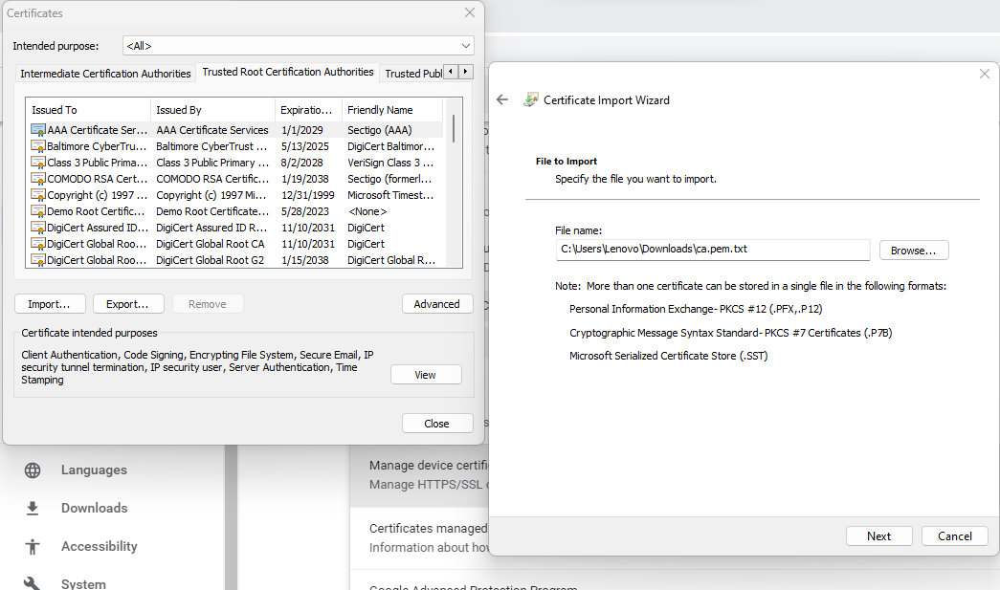 Certificates
Intended purpose:
<All>
Intermediate Certification Authorities Trusted Root Certification Authorities Trusted Publ
Issued To Issued By Expiratio... Friendly Name
AAA Certificate Ser... AAA Certificate Services 1/1/2029 Sectigo (AAA)
Baltimore CyberTru... Baltimore CyberTrust ... 5/13/2025 DigiCert Baltimor...
Class 3 Public Prima... Class 3 Public Primary ... 8/2/2028 VeriSign Class 3 ...
COMODO RSA Cert... COMODO RSA Certific... 1/19/2038 Sectigo (formerl...
Copyright (c) 1997 ... Copyright (c) 1997 Mi... 12/31/1999 Microsoft Timest...
Demo Root Certific... Demo Root Certificate... 5/28/2023 <None>
DigiCert Assured ID... DigiCert Assured ID R... 11/10/2031 DigiCert
DigiCert Global Roo... DigiCert Global Root CA 11/10/2031 DigiCert
DigiCert Global Roo... DigiCert Global Root G2 1/15/2038 DigiCert Global R...
Import... Export... Remove Advanced
Certificate intended purposes
Client Authentication, Code Signing, Encrypting File System, Secure Email, IP
security tunnel termination, IP security user, Server Authentication, Time
Stamping
View
Close
Languages
Downloads
Accessibility
System
Manage device certifi
Manage HTTPS/SSL
Certificates managed
Information about how
Google Advanced Protection Program
Certificate Import Wizard
File to Import
Specify the file you want to import.
File name:
C:\Users\Lenovo\Downloads\ca.pem.txt
Browse...
Note: More than one certificate can be stored in a single file in the following formats:
Personal Information Exchange- PKCS #12 (.PFX,.P12)
Cryptographic Message Syntax Standard- PKCS #7 Certificates (.P7B)
Microsoft Serialized Certificate Store (.SST)
Next Cancel